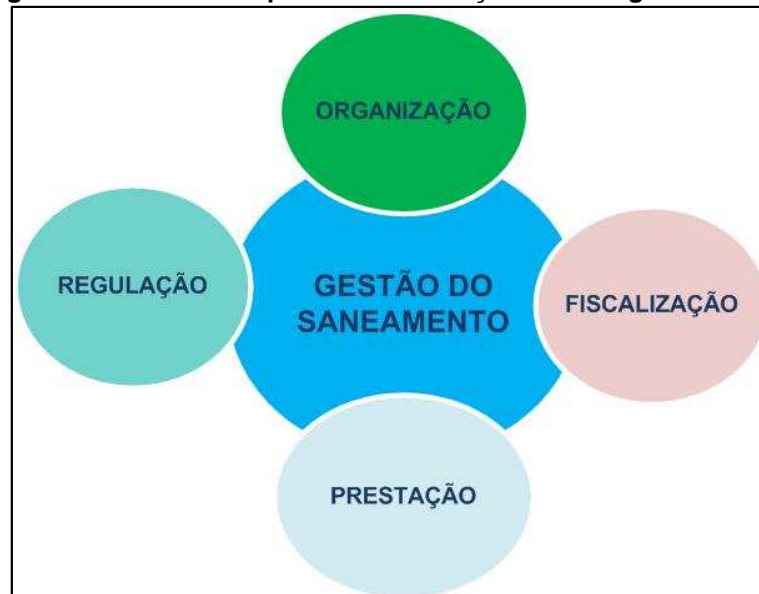 ORGANIZAÇÃO
REGULAÇÃO
GESTÃO DO
SANEAMENTO
FISCALIZAÇÃO
PRESTAÇÃO